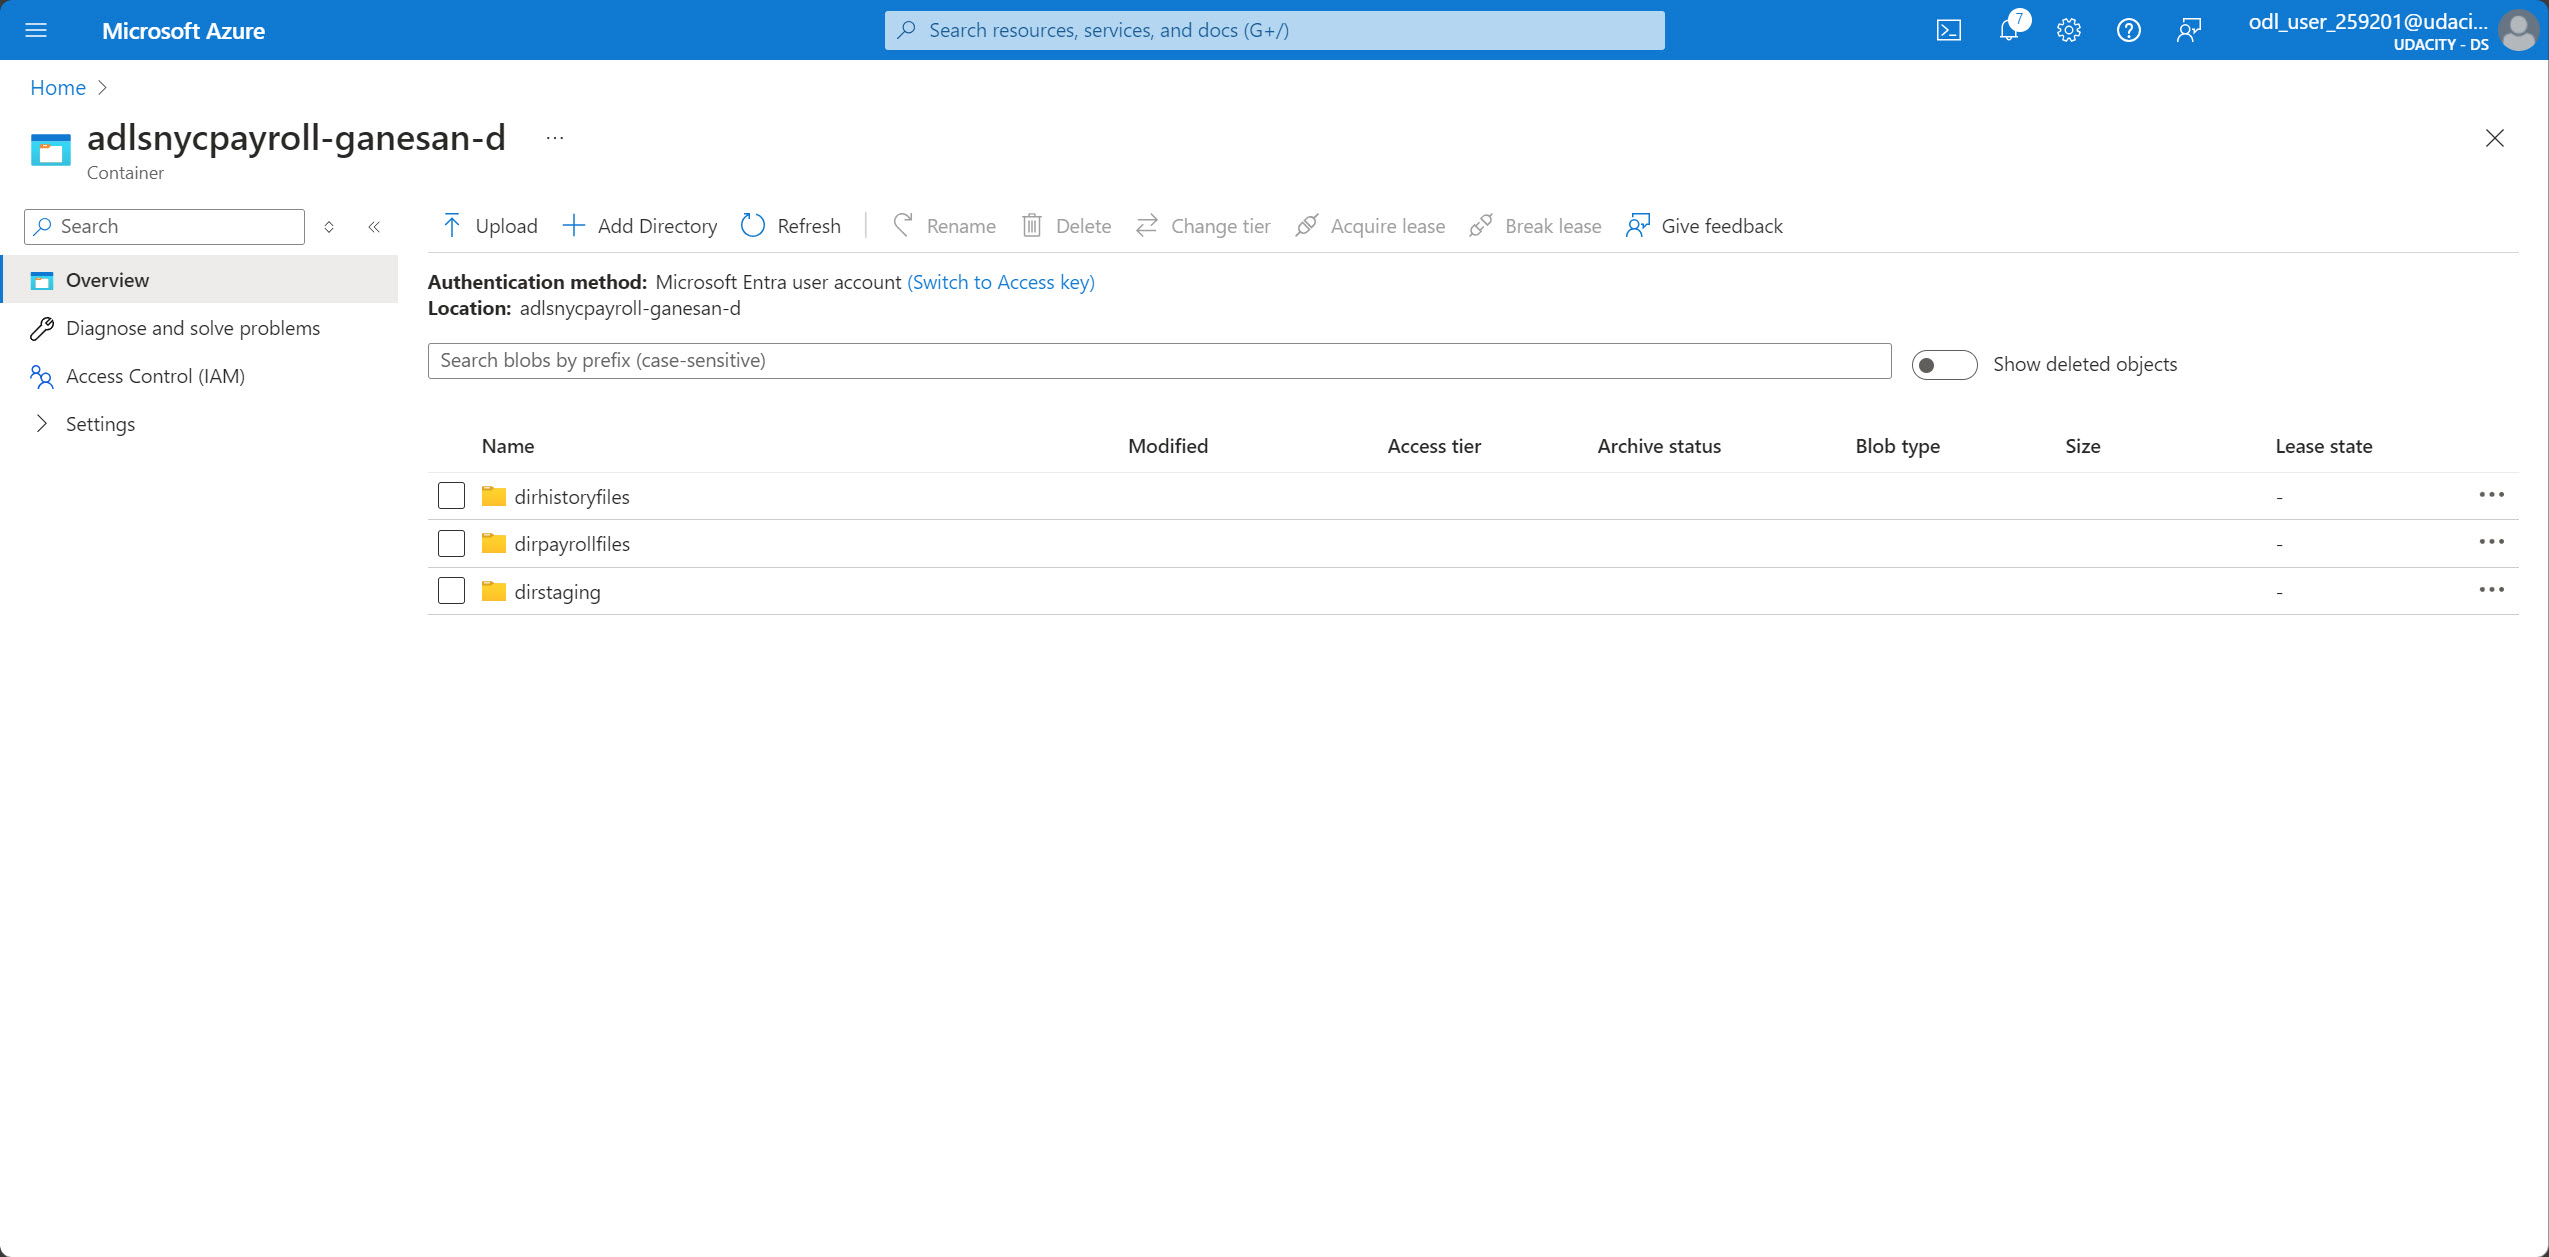 Microsoft Azure
Search resources, services, and docs (G+/)
7
odl_user_259201@udaci...
UDACITY - DS
Home
adlsnycpayroll-ganesan-d ...
Container
Search
Upload Add Directory Refresh Rename Delete Change tier Acquire lease Break lease Give feedback
Overview
Diagnose and solve problems
Access Control (IAM)
Settings
Authentication method: Microsoft Entra user account (Switch to Access key)
Location: adlsnycpayroll-ganesan-d
Search blobs by prefix (case-sensitive)
Show deleted objects
Name Modified Access tier Archive status Blob type Size Lease state
dirhistoryfiles -
dirpayrollfiles -
dirstaging -